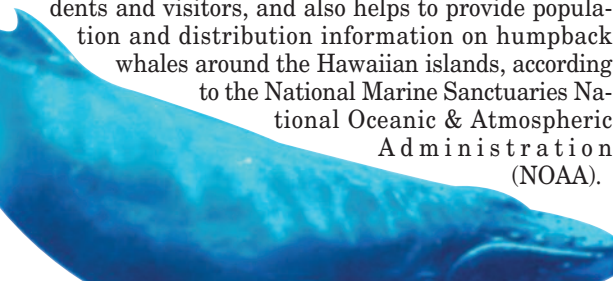 dents and visitors, and also helps to provide popula-
tion and distribution information on humpback
whales around the Hawaiian islands, according
to the National Marine Sanctuaries Na-
tional Oceanic & Atmospheric
Administration
(NOAA).